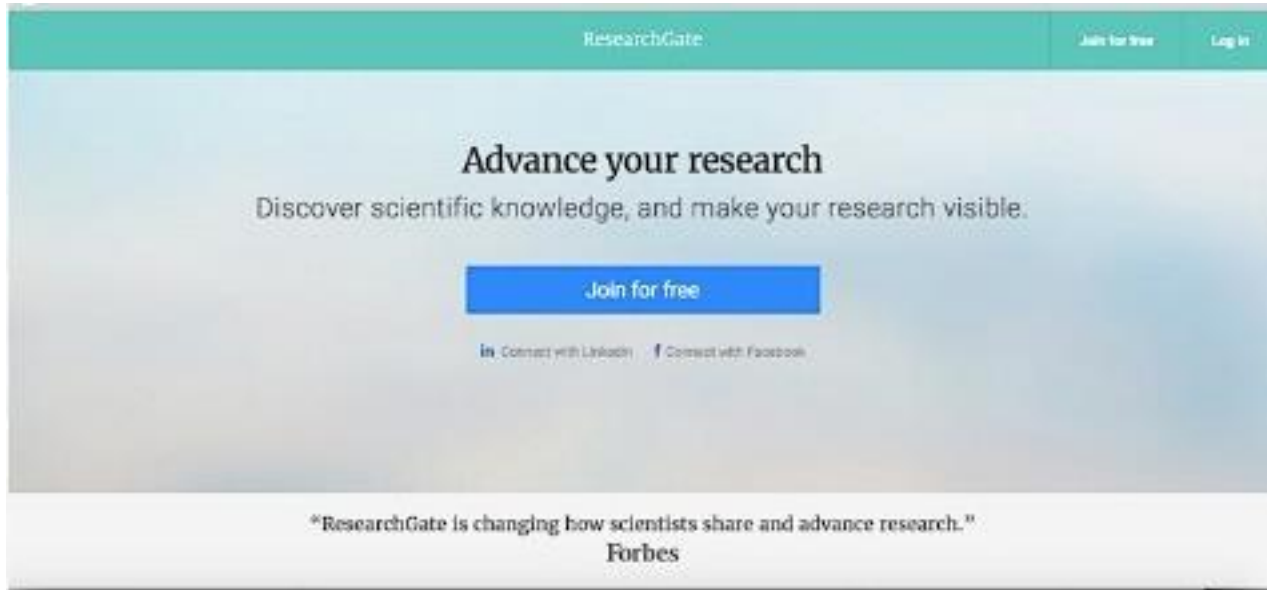 ResearchGate
Join for free
Log in
Advance your research
Discover scientific knowledge, and make your research visible.
Join for free
in Connect with LinkedIn f Connect with Facebook
“ResearchGate is changing how scientists share and advance research.”
Forbes